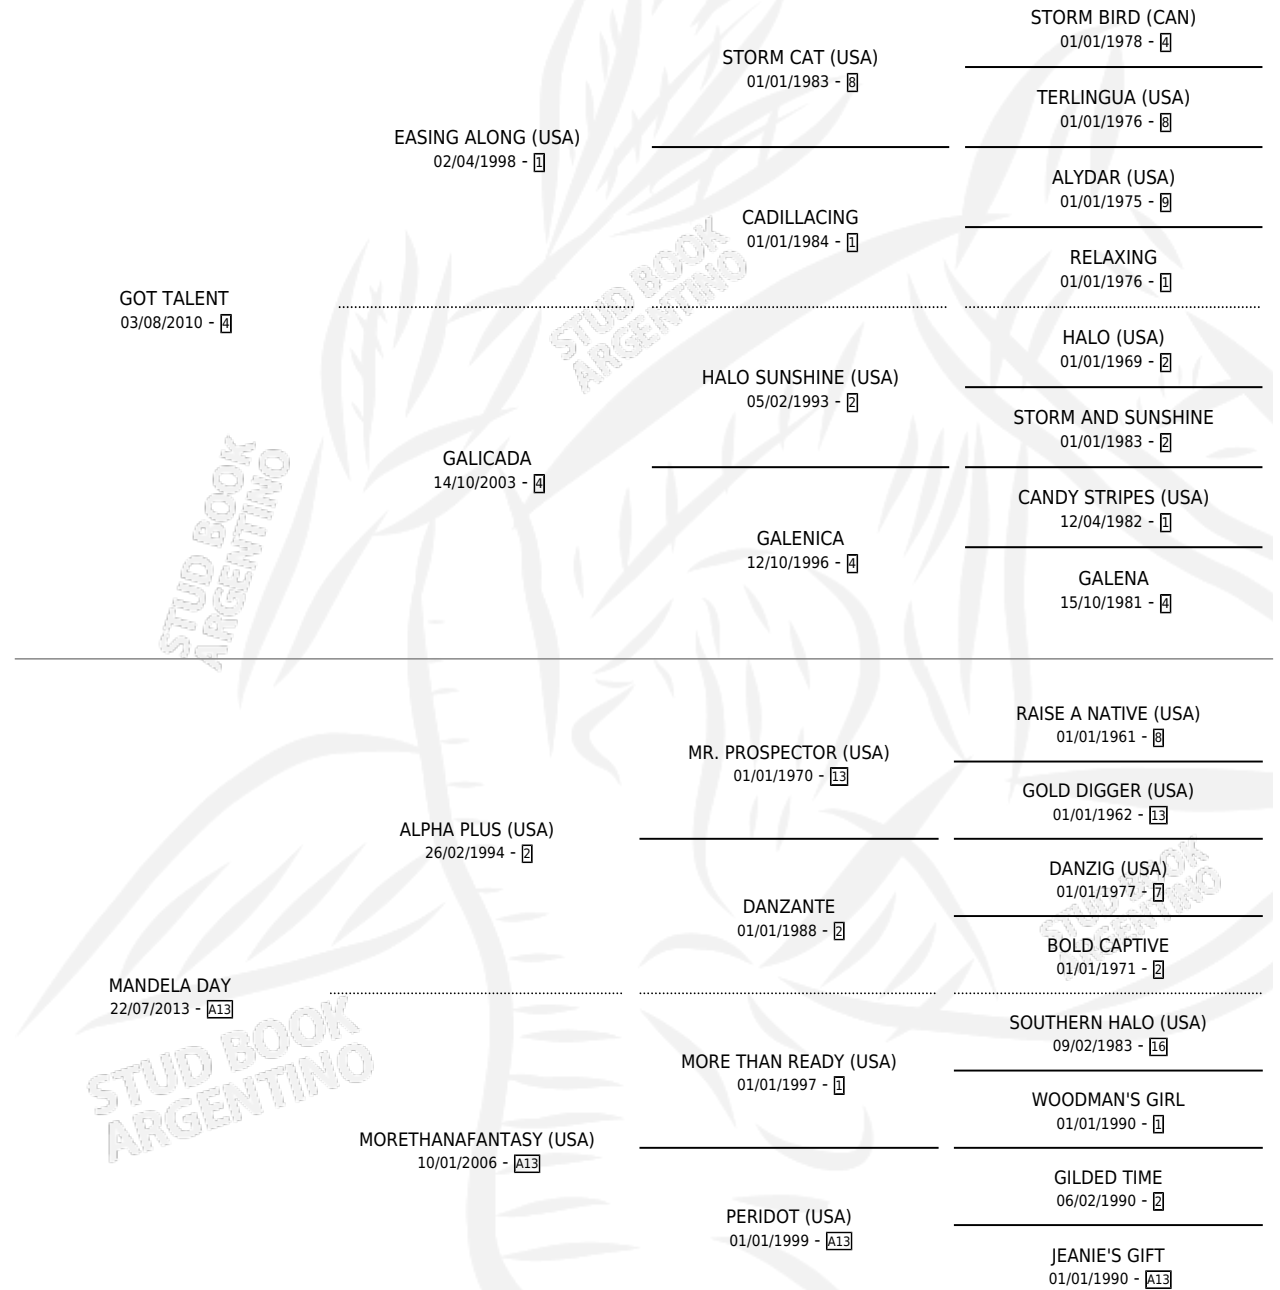 STORM BIRD (CAN)
01/01/1978 - 4
STORM CAT (USA)
01/01/1983 - 8
TERLINGUA (USA)
01/01/1976 - 8
EASING ALONG (USA)
02/04/1998 - 1
ALYDAR (USA)
01/01/1975 - 9
CADILLACING
01/01/1984 - 1
RELAXING
01/01/1976 - 1
GOT TALENT
03/08/2010 - 4
HALO (USA)
01/01/1969 - 2
HALO SUNSHINE (USA)
05/02/1993 - 2
STORM AND SUNSHINE
01/01/1983 - 2
GALICADA
14/10/2003 - 4
CANDY STRIPES (USA)
12/04/1982 - 1
GALENICA
12/10/1996 - 4
GALENA
15/10/1981 - 4
STUD BOOK
ARGENTINO
STUD BOOK
ARGENTINO
RAISE A NATIVE (USA)
01/01/1961 - 8
MR. PROSPECTOR (USA)
01/01/1970 - 13
GOLD DIGGER (USA)
01/01/1962 - 13
ALPHA PLUS (USA)
26/02/1994 - 2
DANZIG (USA)
01/01/1977 - 7
DANZANTE
01/01/1988 - 2
BOLD CAPTIVE
01/01/1971 - 2
STUD BOOK
ARGENTINO
MANDELA DAY
22/07/2013 - A13
SOUTHERN HALO (USA)
09/02/1983 - 16
MORE THAN READY (USA)
01/01/1997 - 1
WOODMAN'S GIRL
01/01/1990 - 1
STUD BOOK
ARGENTINO
MORETHANAFANTASY (USA)
10/01/2006 - A13
GILDED TIME
06/02/1990 - 2
PERIDOT (USA)
01/01/1999 - A13
JEANIE'S GIFT
01/01/1990 - A13